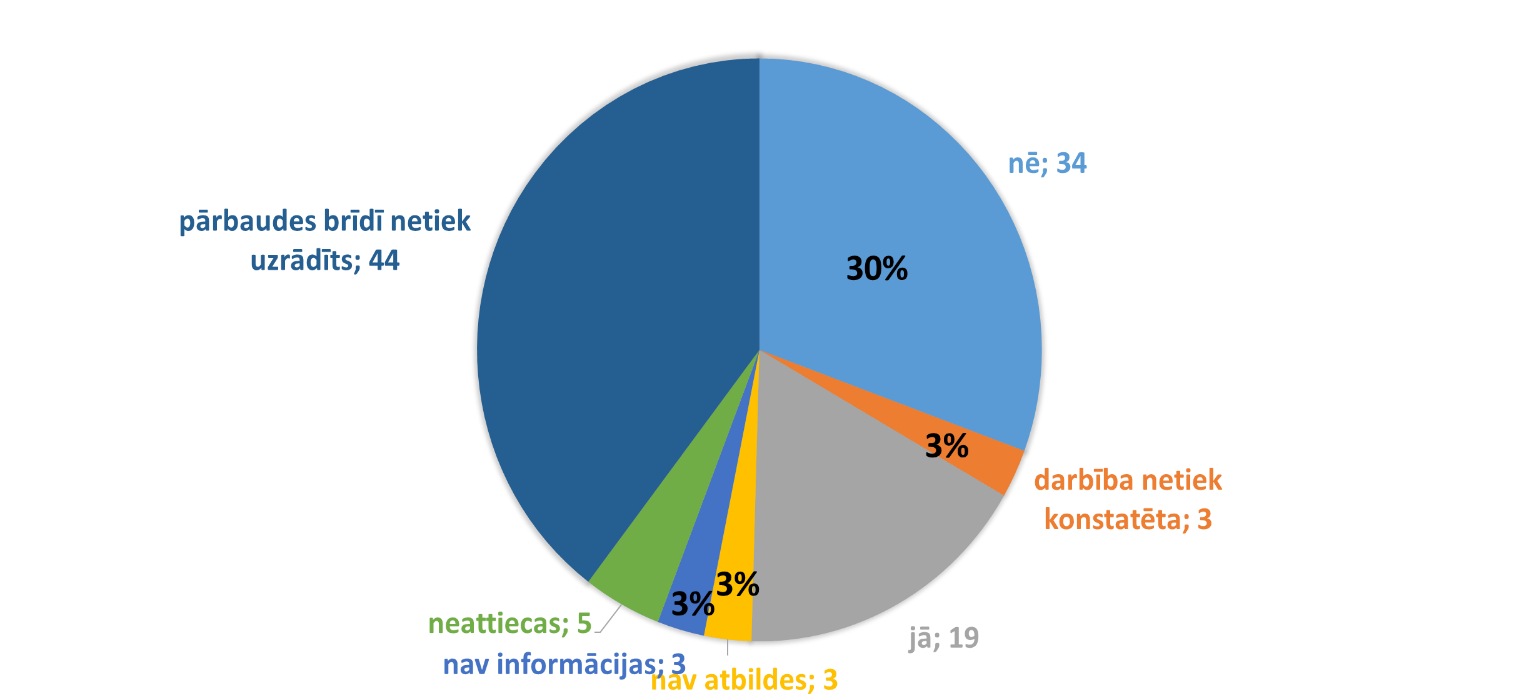 nē; 34
pārbaudes brīdī netiek
uzrādīts; 44
30%
3%
darbība netiek
konstatēta; 3
3%
3%
neattiecas; 5
jā; 19
nav informācijas; 3
nav atbildes; 3